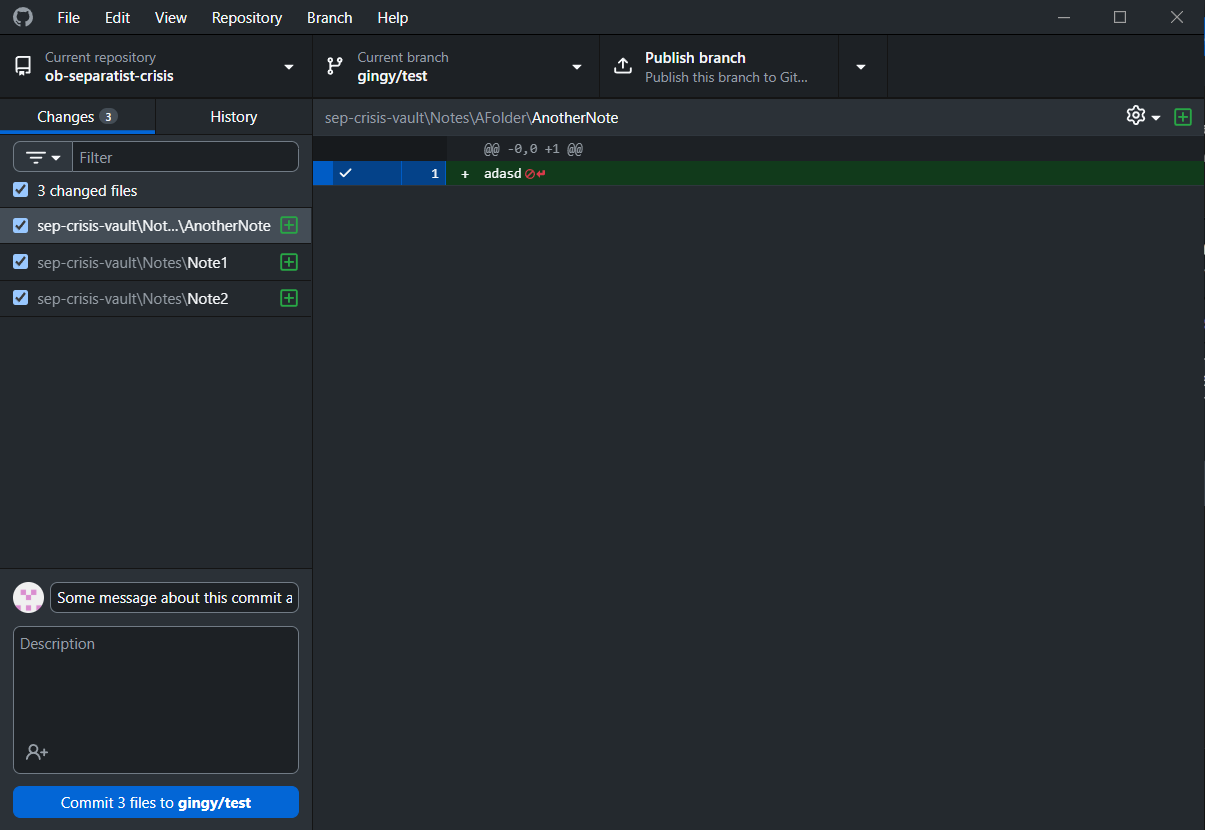 File Edit View Repository Branch Help
Current repository
ob-separatist-crisis
Current branch
gingy/test
Publish branch
Publish this branch to Git...
Changes 3
History
sep-crisis-vault\Notes\AFolder\AnotherNote
Filter
3 changed files
sep-crisis-vault\Not...\AnotherNote
sep-crisis-vault\Notes\Note1
sep-crisis-vault\Notes\Note2
@@ -0,0 +1 @@
1 + adasd
Some message about this commit a
Description
Commit 3 files to gingy/test